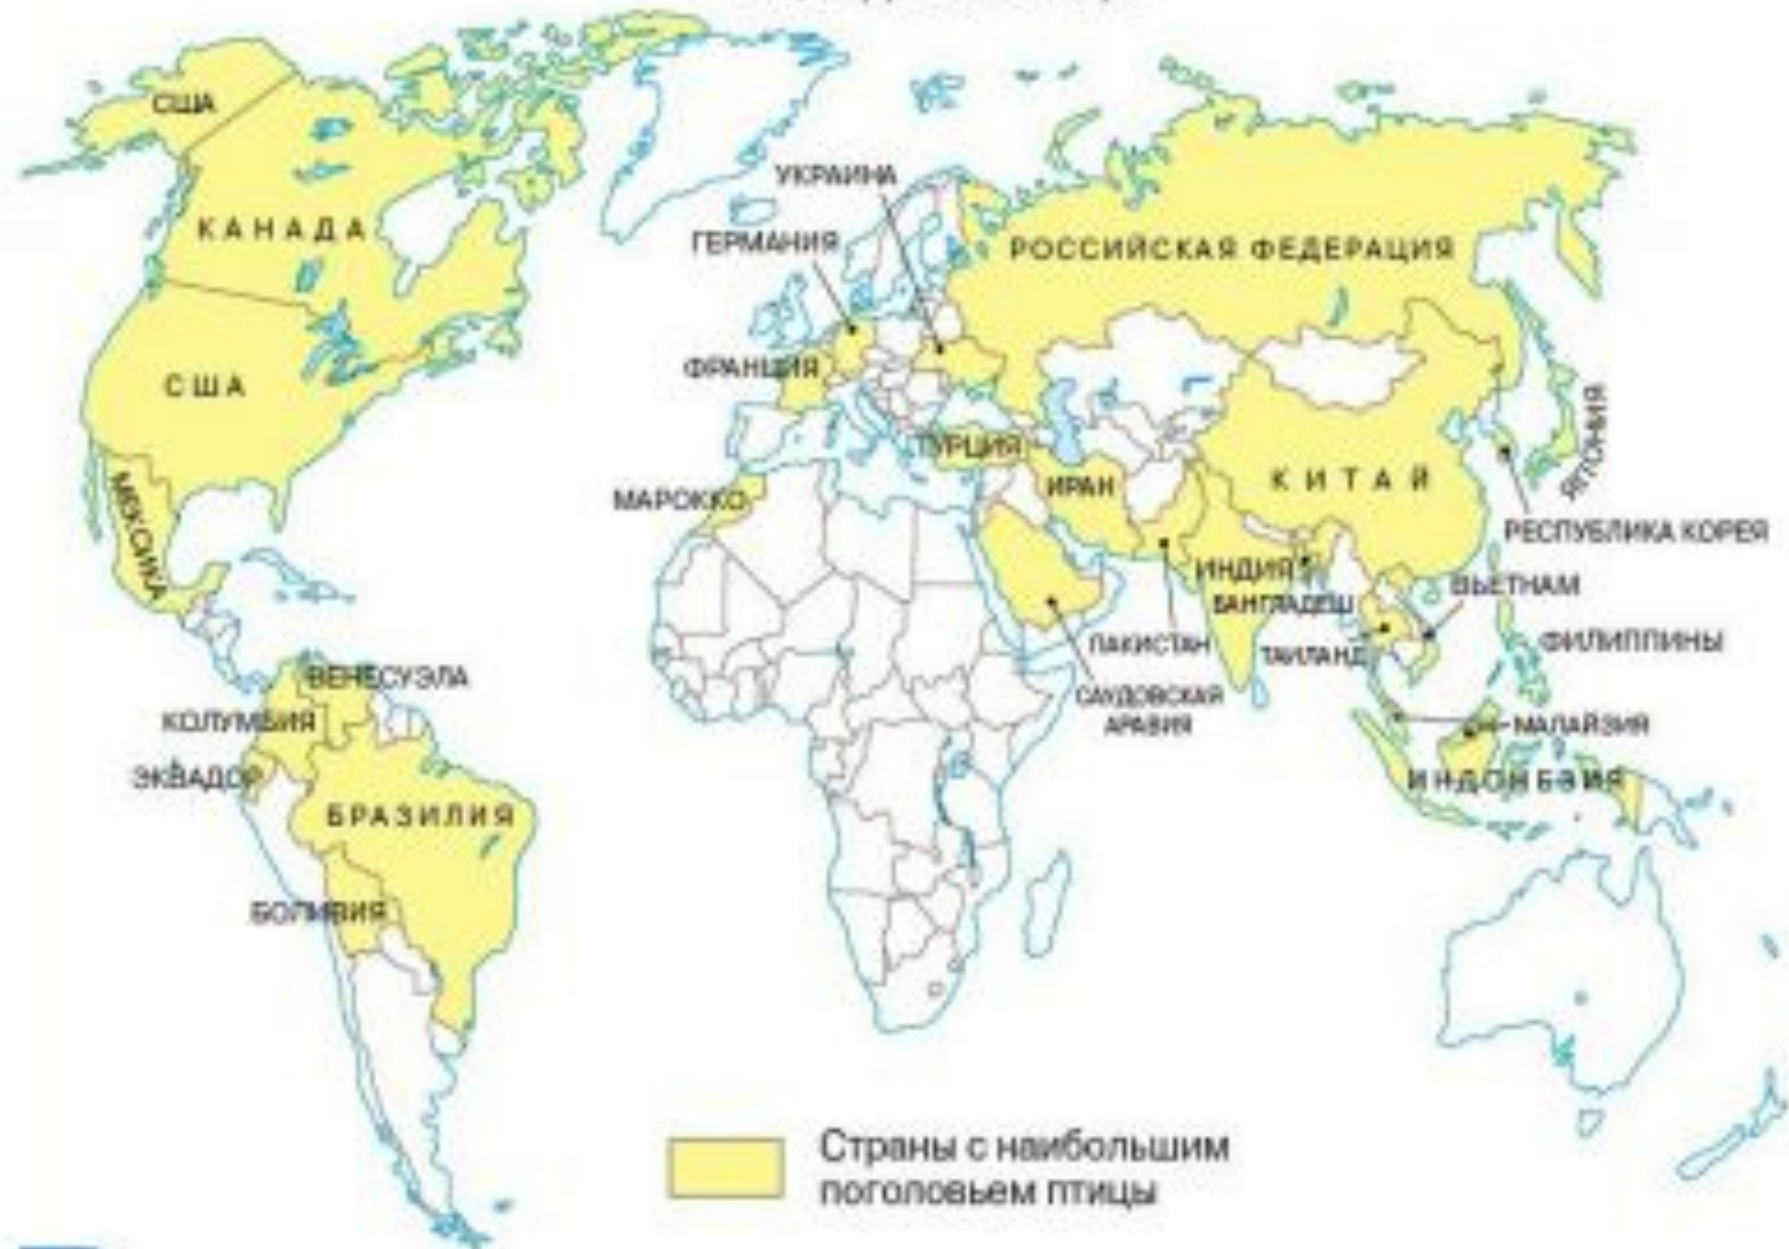 США
КАНАДА
США
МЕКСИКА
УКРАИНА
ГЕРМАНИЯ
ФРАНЦИЯ
РОССИЙСКАЯ ФЕДЕРАЦИЯ
ТУРЦИЯ
МАРОККО
ИРАН
КИТАЙ
ЯПОНИЯ
РЕСПУБЛИКА КОРЕЯ
ИНДИЯ
БАНГЛАДЕШ
ВЬЕТНАМ
ПАКИСТАН
ТАИЛАНД
ФИЛИППИНЫ
САУДОВСКАЯ
АРАВИЯ
МАЛАЙЗИЯ
ИНДОНЕЗИЯ
ВЕНЕСУЭЛА
КОЛУМБИЯ
ЭКВАДОР
БРАЗИЛИЯ
БОЛИВИЯ
Страны с наибольшим
поголовьем птицы